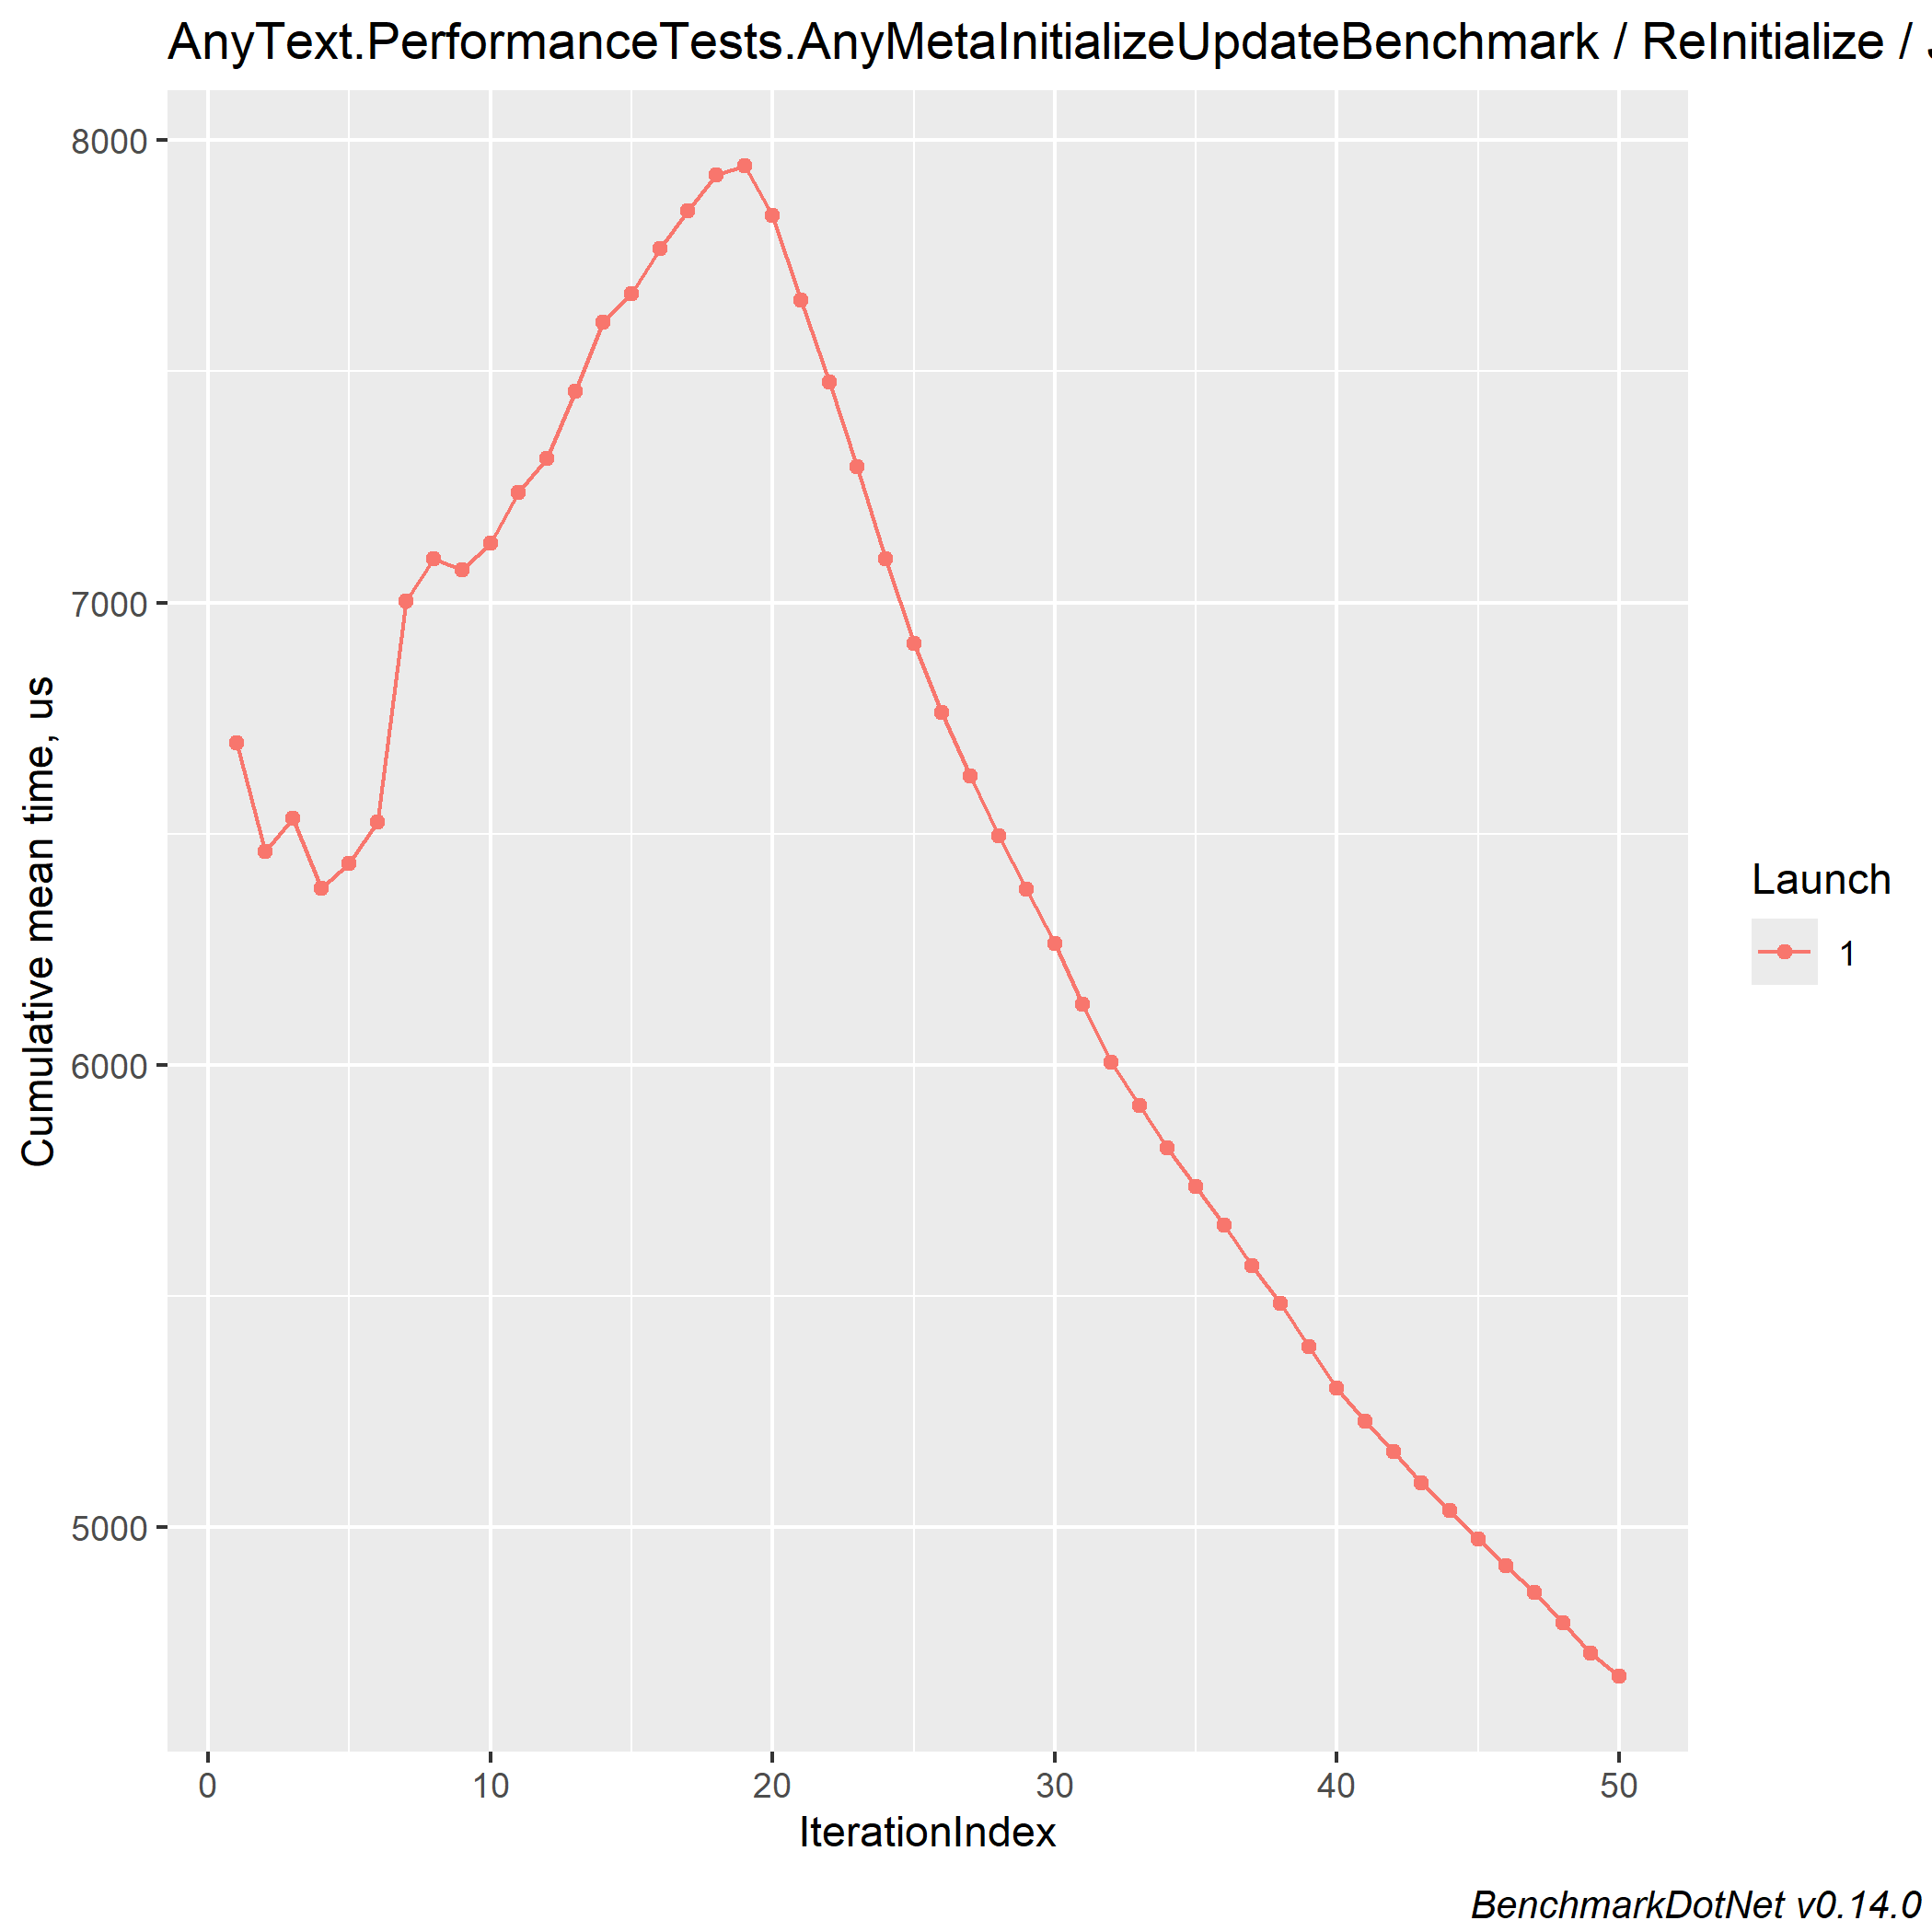 AnyText.PerformanceTests.AnyMetaInitializeUpdateBenchmark / ReInitialize /
8000
7000
6000
5000
Cumulative mean time, us
0 10 20 30 40 50
IterationIndex
Launch
1
BenchmarkDotNet v0.14.0